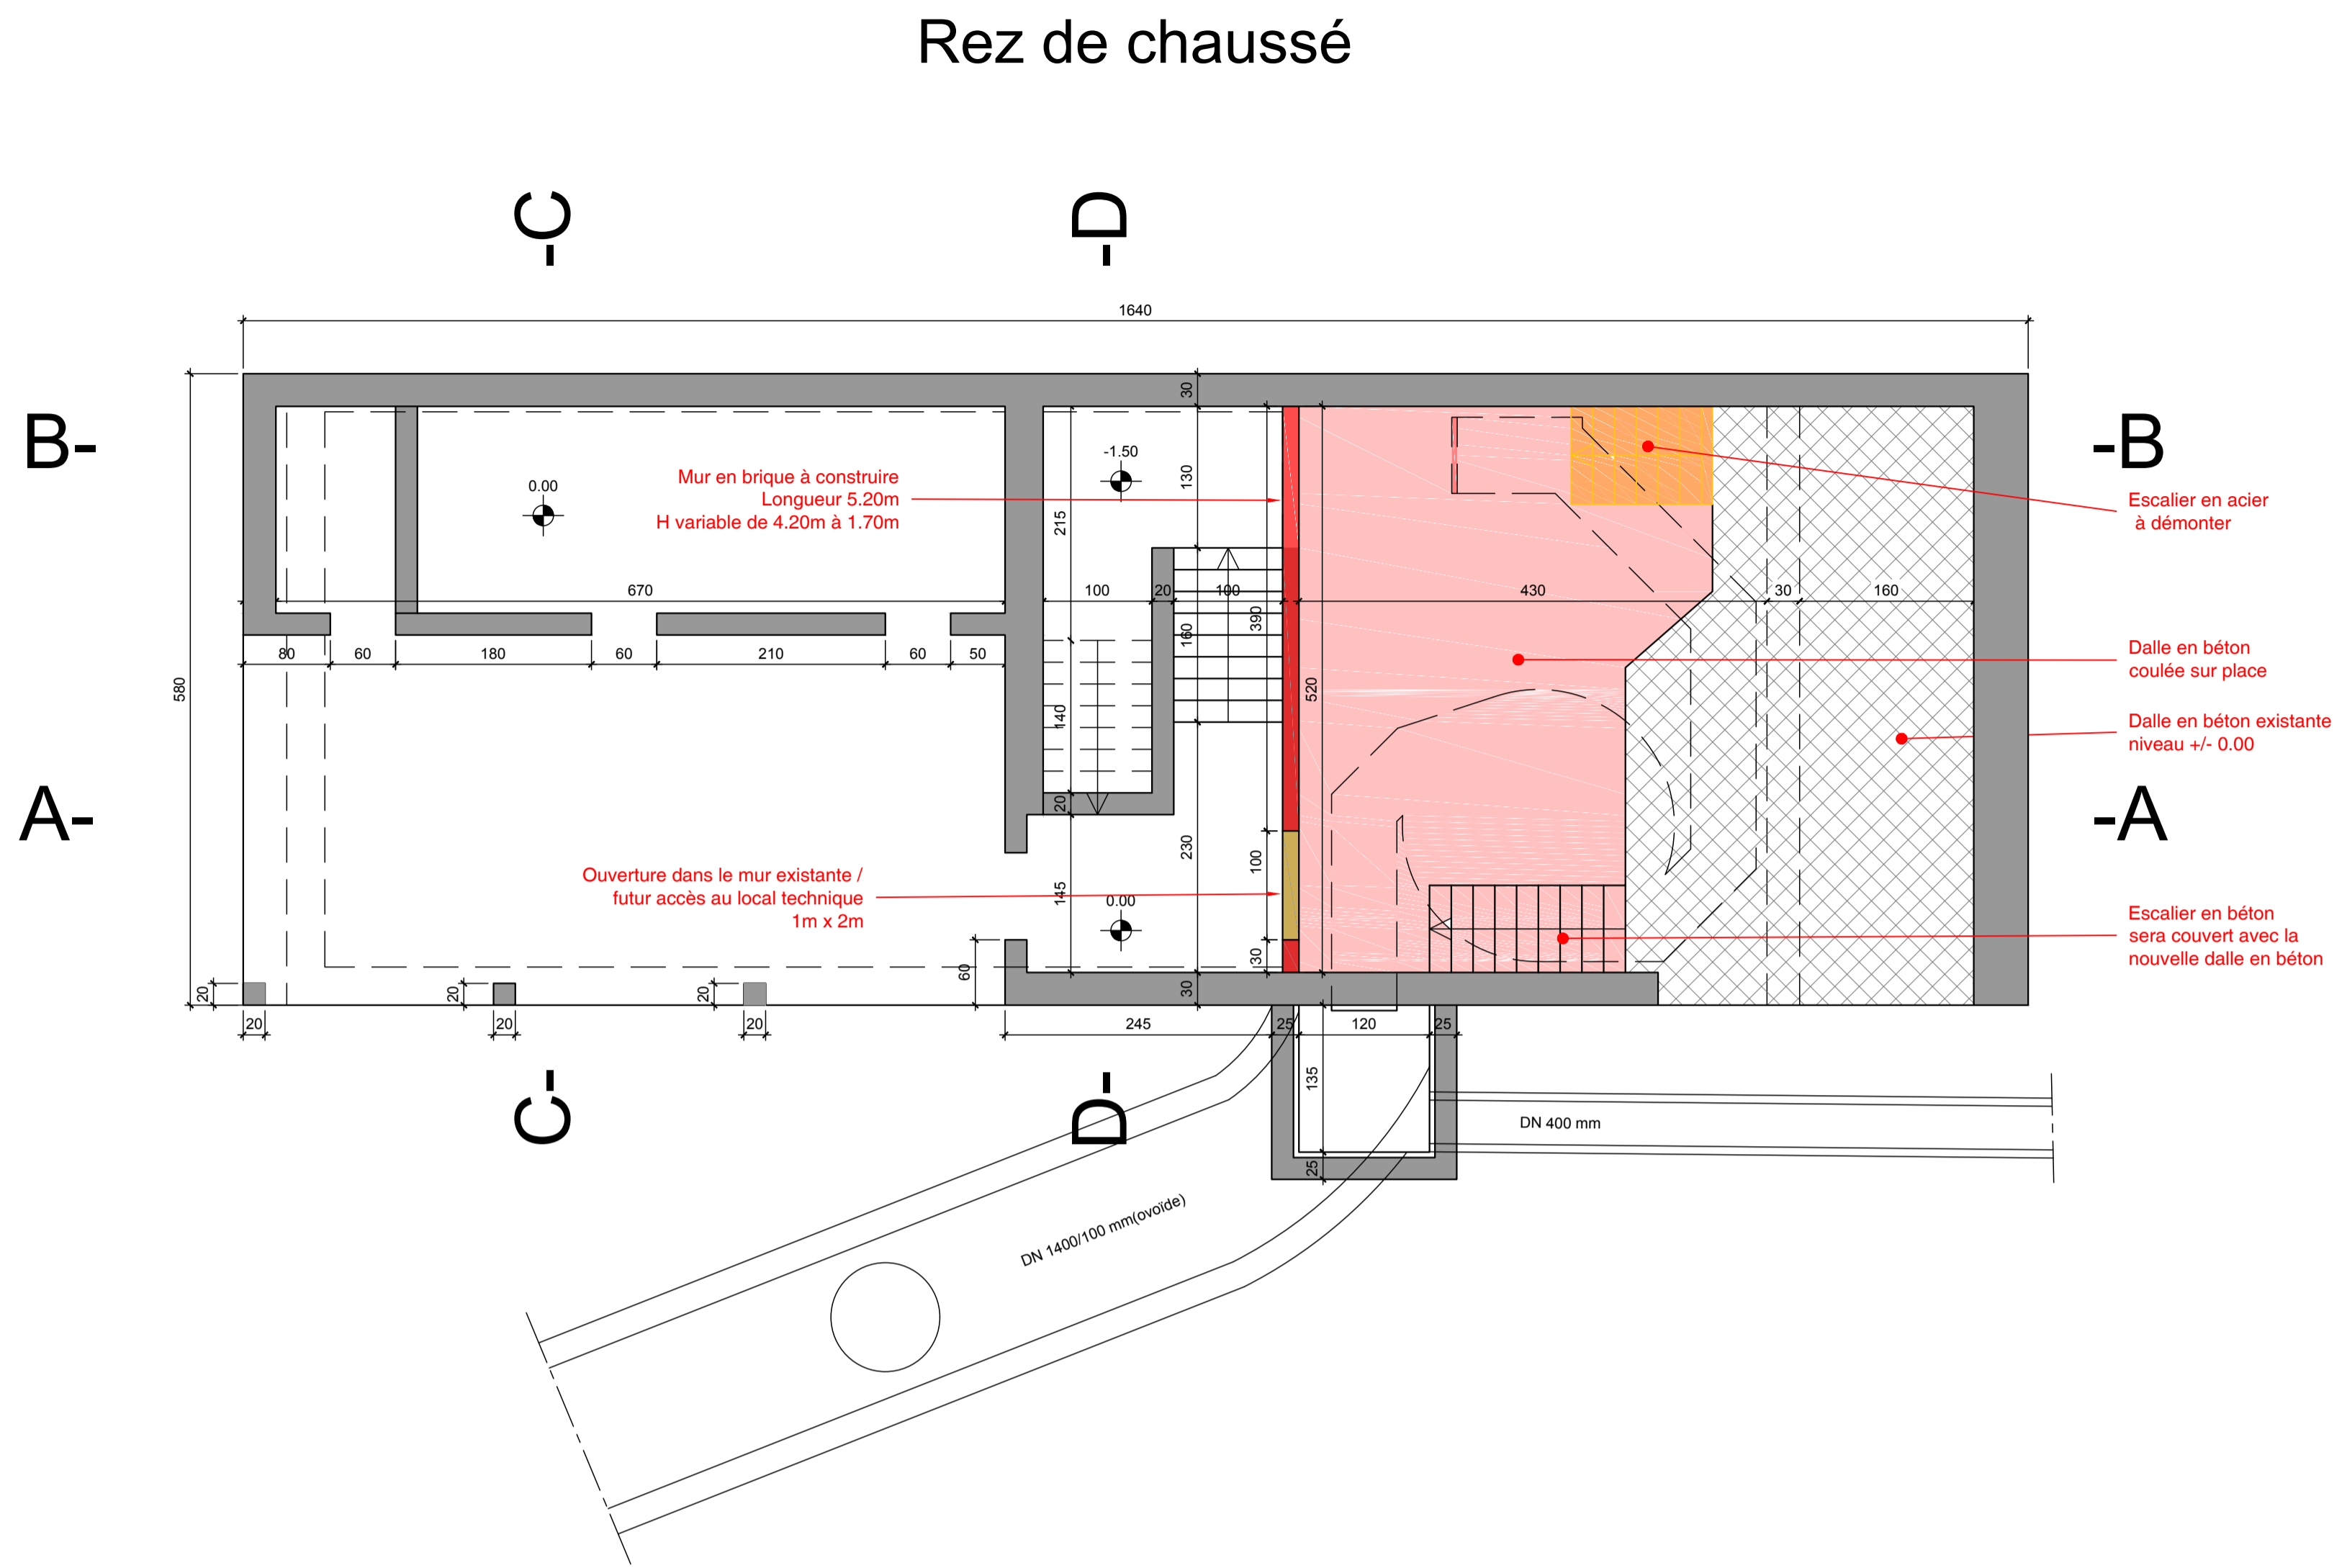 Rez de chaussé
-C
-D
1640
30
B-
-B
-1.50
0.00
Mur en brique à construire
Longueur 5.20m
H variable de 4.20m à 1.70m
Escalier en acier
à démonter
130
215
670
100
20
100
430
30
160
390
160
80
60
180
60
210
60
50
580
520
140
Dalle en béton
coulée sur place
Dalle en béton existante
niveau +/- 0.00
A-
-A
20
230
100
145
Ouverture dans le mur existante /
futur accès au local technique
1m x 2m
0.00
Escalier en béton
sera couvert avec la
nouvelle dalle en béton
60
30
30
20
20
20
20
20
20
245
25
120
25
135
25
C-
D-
DN 400 mm
DN 1400/100 mm(ovoïde)